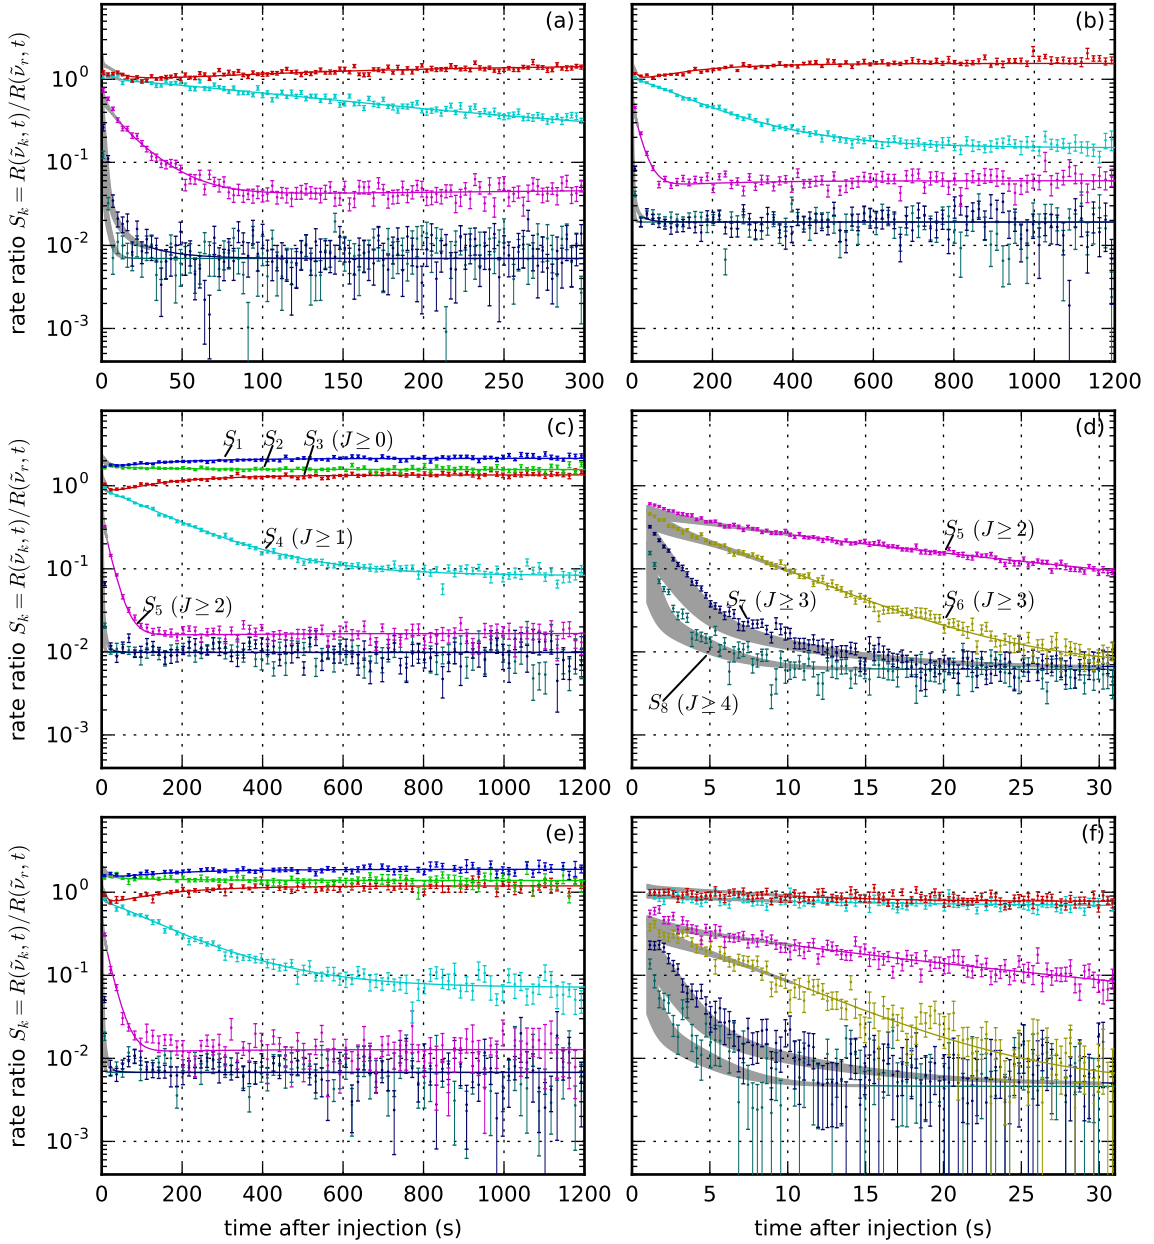 (a)
(b)
rate ratio S_k = R(ν̃_k, t)/R(ν̃_r, t)
10^0
10^-1
10^-2
10^-3
0 50 100 150 200 250 300
0 200 400 600 800 1000 1200
(c)
(d)
rate ratio S_k = R(ν̃_k, t)/R(ν̃_r, t)
10^0
10^-1
10^-2
10^-3
S_1 S_2 S_3 (J ≥ 0)
S_4 (J ≥ 1)
S_5 (J ≥ 2)
S_5 (J ≥ 2)
S_7 (J ≥ 3)
S_6 (J ≥ 3)
S_8 (J ≥ 4)
0 200 400 600 800 1000 1200
5 10 15 20 25 30
(e)
(f)
rate ratio S_k = R(ν̃_k, t)/R(ν̃_r, t)
10^0
10^-1
10^-2
10^-3
0 200 400 600 800 1000 1200
5 10 15 20 25 30
time after injection (s)
time after injection (s)